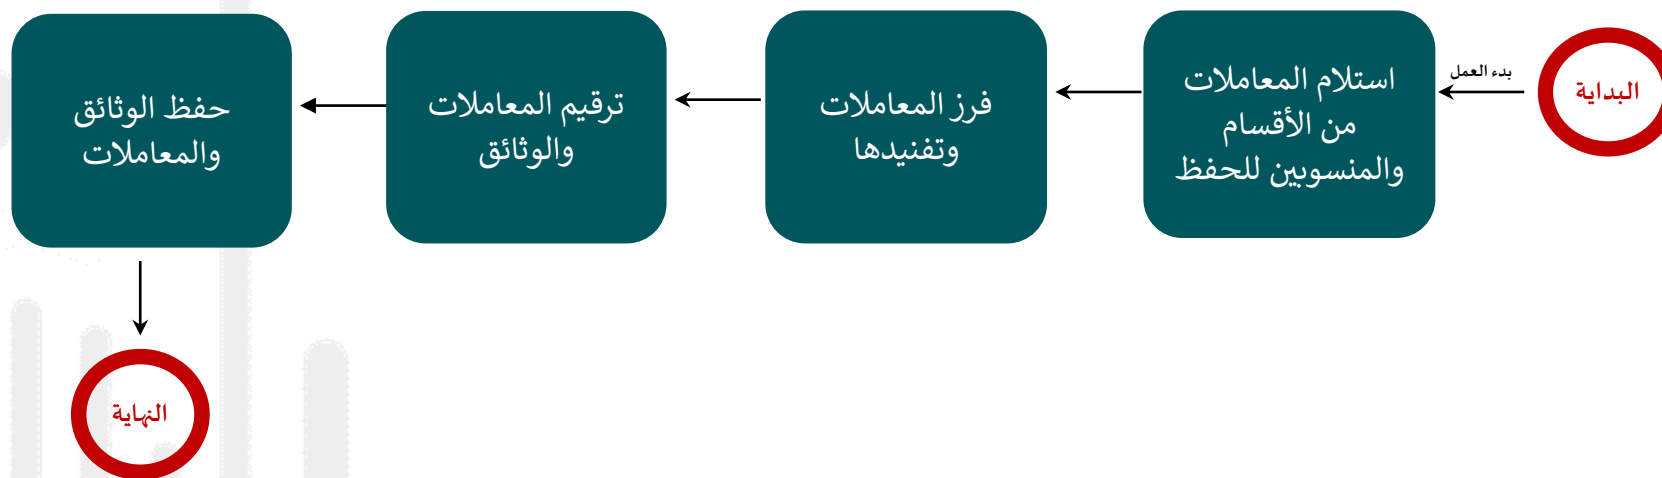 البداية
بدء العمل
استلام المعاملات
من الأقسام
والمنسوبين للحفظ
فرز المعاملات
وتفنيدها
ترقيم المعاملات
والوثائق
حفظ الوثائق
والمعاملات
النهاية